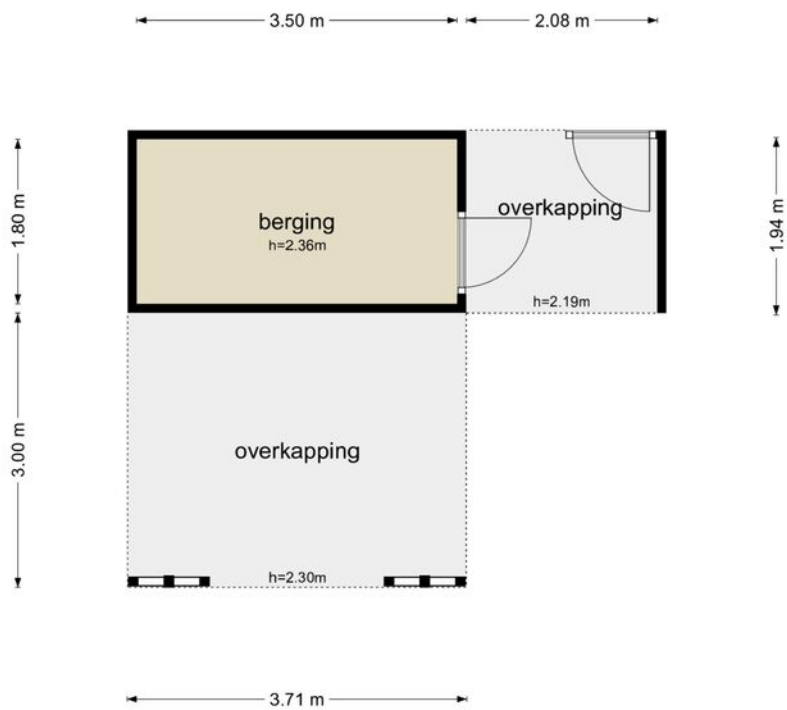 3.50 m
2.08 m
1.80 m
berging
h=2.36m
overkapping
h=2.19m
1.94 m
3.00 m
overkapping
h=2.30m
3.71 m